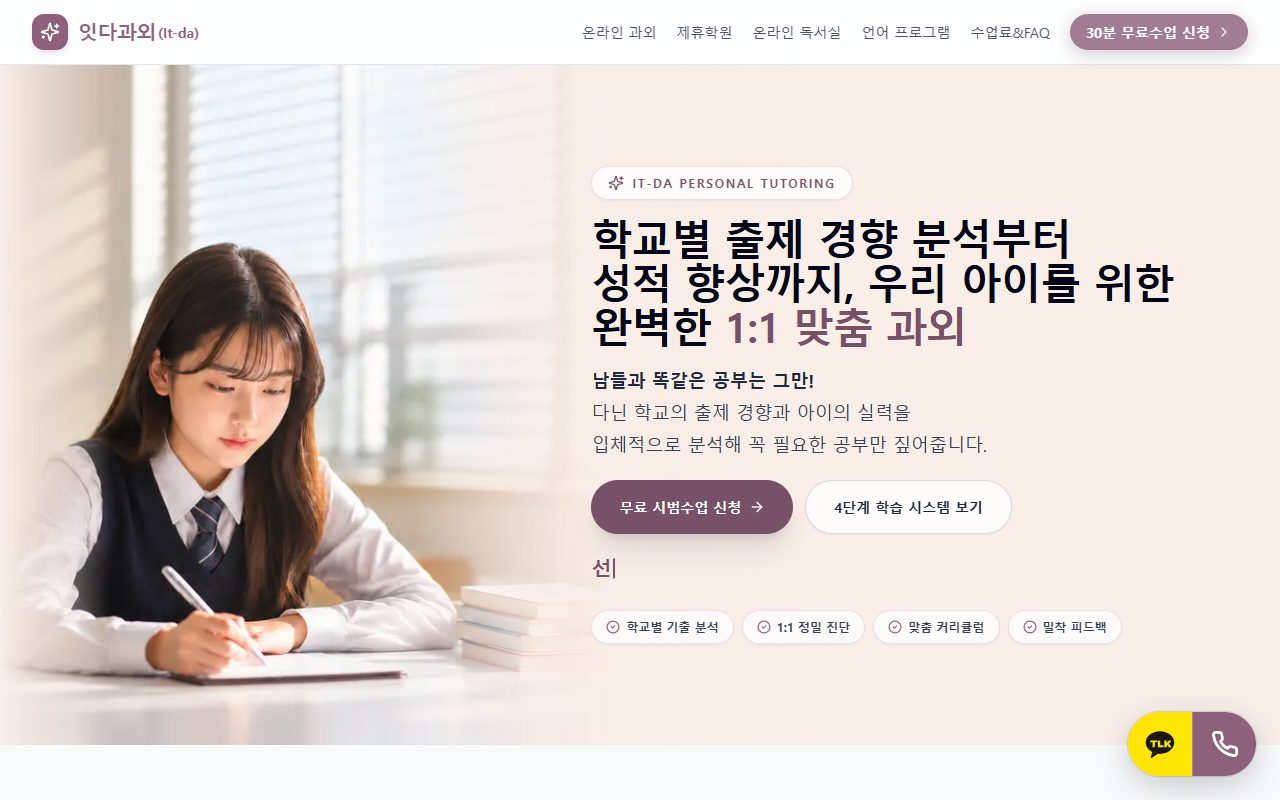 잇다과외 (It-da)
온라인 과외
제휴학원
온라인 독서실
언어 프로그램
수업료&FAQ
30분 무료수업 신청
IT-DA PERSONAL TUTORING
학교별 출제 경향 분석부터
성적 향상까지, 우리 아이를 위한
완벽한 1:1 맞춤 과외
남들과 똑같은 공부는 그만!
다닌 학교의 출제 경향과 아이의 실력을
입체적으로 분석해 꼭 필요한 공부만 짚어줍니다.
무료 시범수업 신청
4단계 학습 시스템 보기
선
학교별 기출 분석
1:1 정밀 진단
맞춤 커리큘럼
밀착 피드백
TLK